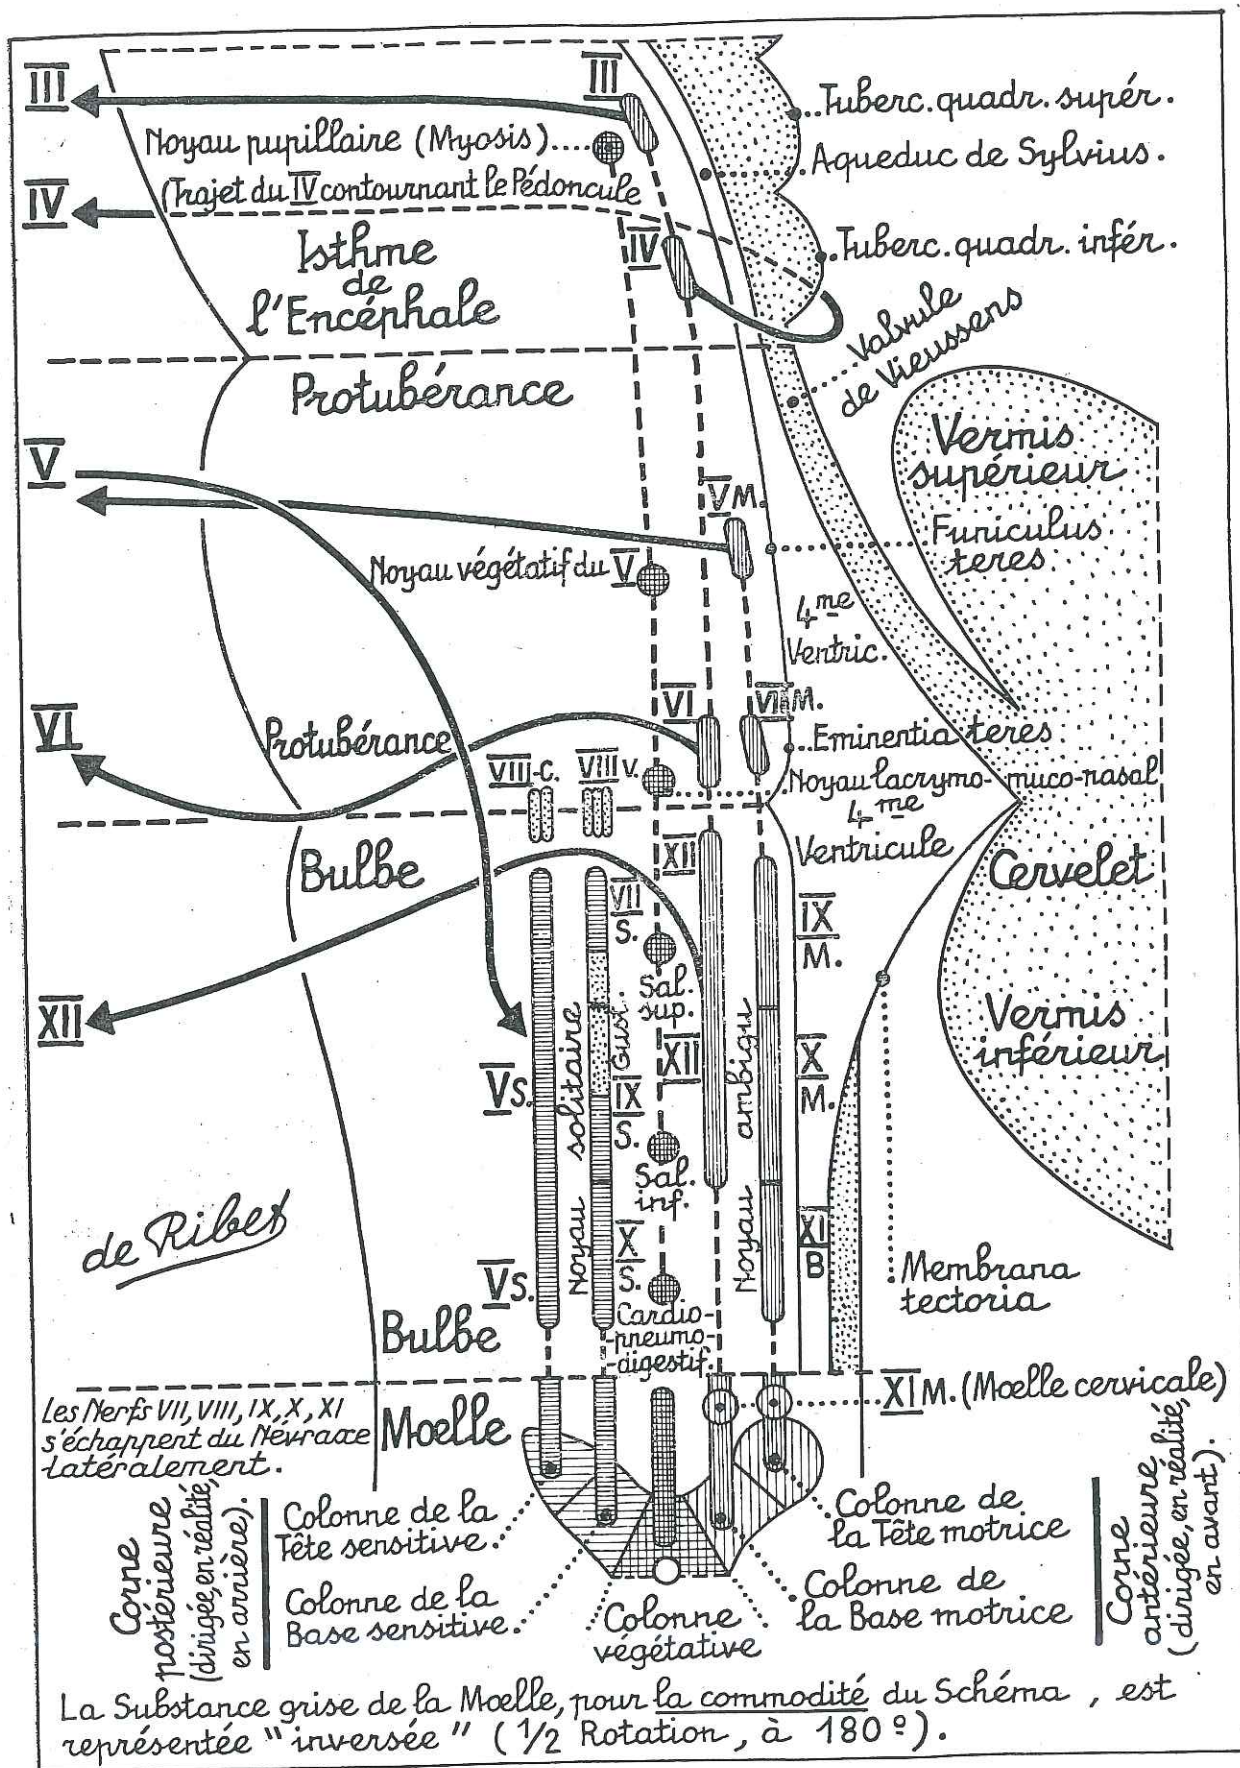 III
III
Noyau pupillaire (Myosis)....
(Trajet du IV contournant le Pédoncule
IV
IV
Isthme
de
l'Encéphale
Tuberc. quadr. supér.
Aqueduc de Sylvius.
Tuberc. quadr. infér.
Valvule
de Vieussens
Protubérance
V
V M.
Noyau végétatif du V
Vermis
supérieur
Funiculus
teres
4me
Ventric.
VI
VI
VII M.
Protubérance
VIII C.
VIII V.
Eminentia teres
Noyau lacrymo-muco-nasal
4me
Ventricule
Bulbe
XII
Cervelet
VII
S.
IX
M.
XII
Sal.
sup.
Gust.
Noyau solitaire
XII
Noyau ambigu
X
M.
Vermis
inférieur
V S.
IX
S.
Sal.
inf.
de Ribet
V S.
X
S.
XI
B
Membrana
tectoria
Bulbe
Cardio-
-pneumo-
-digestif.
XI M. (Moelle cervicale)
Les Nerfs VII, VIII, IX, X, XI
s'échappent du Névraxe
latéralement.
Moelle
Corne
postérieure
(dirigée, en réalité,
en arrière).
Colonne de la
Tête sensitive.
Colonne de la
Base sensitive.
Colonne
végétative
Colonne de
la Tête motrice
Colonne de
la Base motrice
Corne
antérieure
(dirigée, en réalité,
en avant).
La Substance grise de la Moelle, pour la commodité du Schéma, est
représentée "inversée" (1/2 Rotation, à 180º).